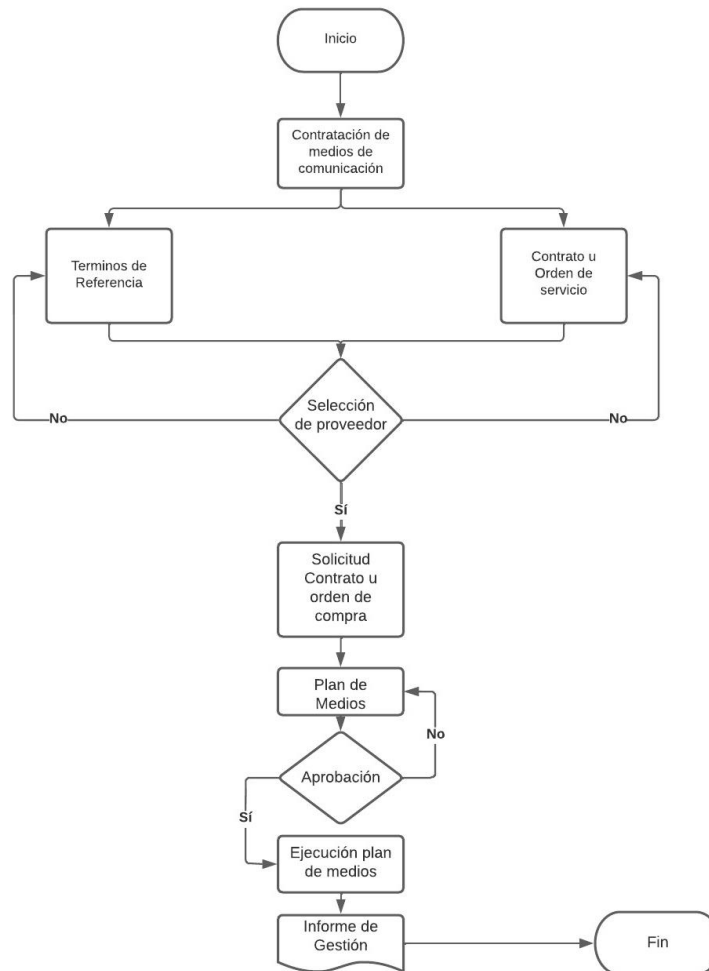 Inicio
Contratación de
medios de
comunicación
Terminos de
Referencia
Contrato u
Orden de
servicio
Selección
de proveedor
No
No
Sí
Solicitud
Contrato u
orden de
compra
Plan de
Medios
No
Aprobación
Sí
Ejecución plan
de medios
Informe de
Gestión
Fin